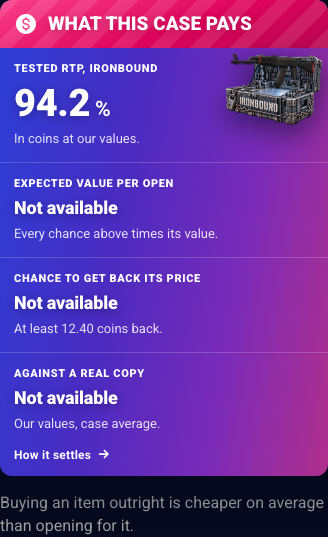 WHAT THIS CASE PAYS
TESTED RTP, IRONBOUND
94.2 %
IRONBOUND
In coins at our values.
EXPECTED VALUE PER OPEN
Not available
Every chance above times its value.
CHANCE TO GET BACK ITS PRICE
Not available
At least 12.40 coins back.
AGAINST A REAL COPY
Not available
Our values, case average.
How it settles →
Buying an item outright is cheaper on average
than opening for it.